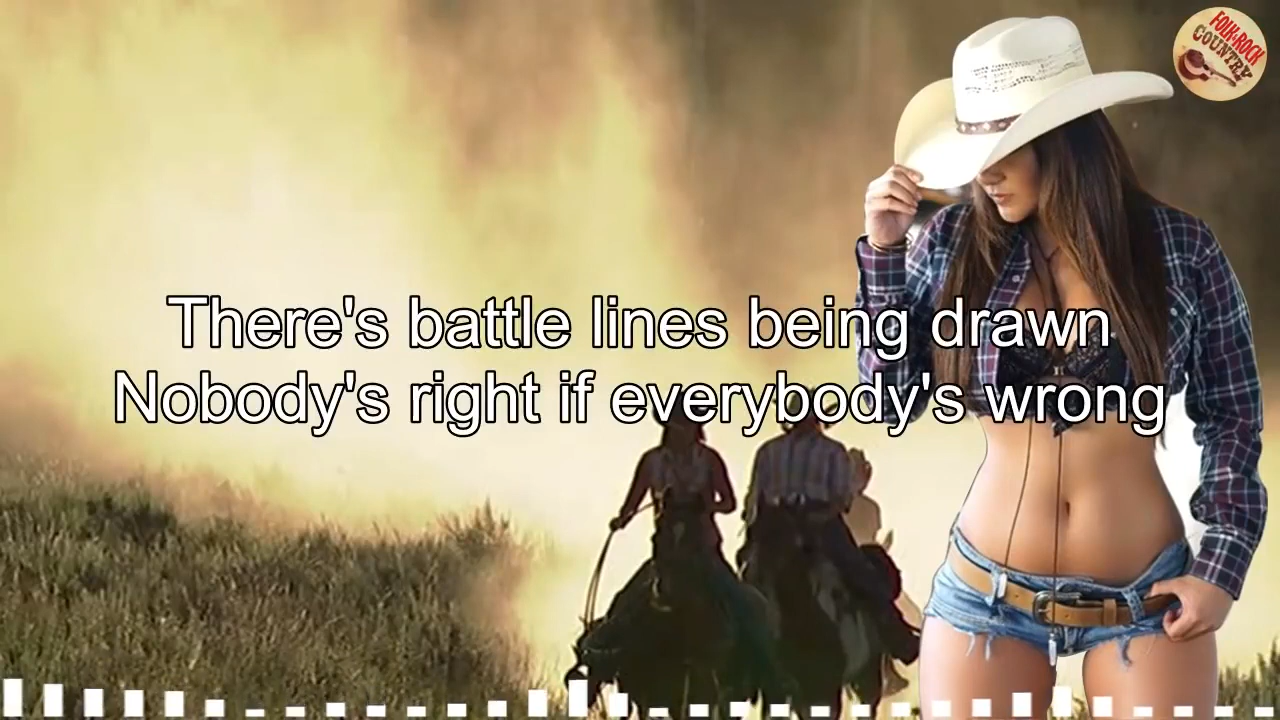 FOLK & ROCK
COUNTRY
There's battle lines being drawn
Nobody's right if everybody's wrong